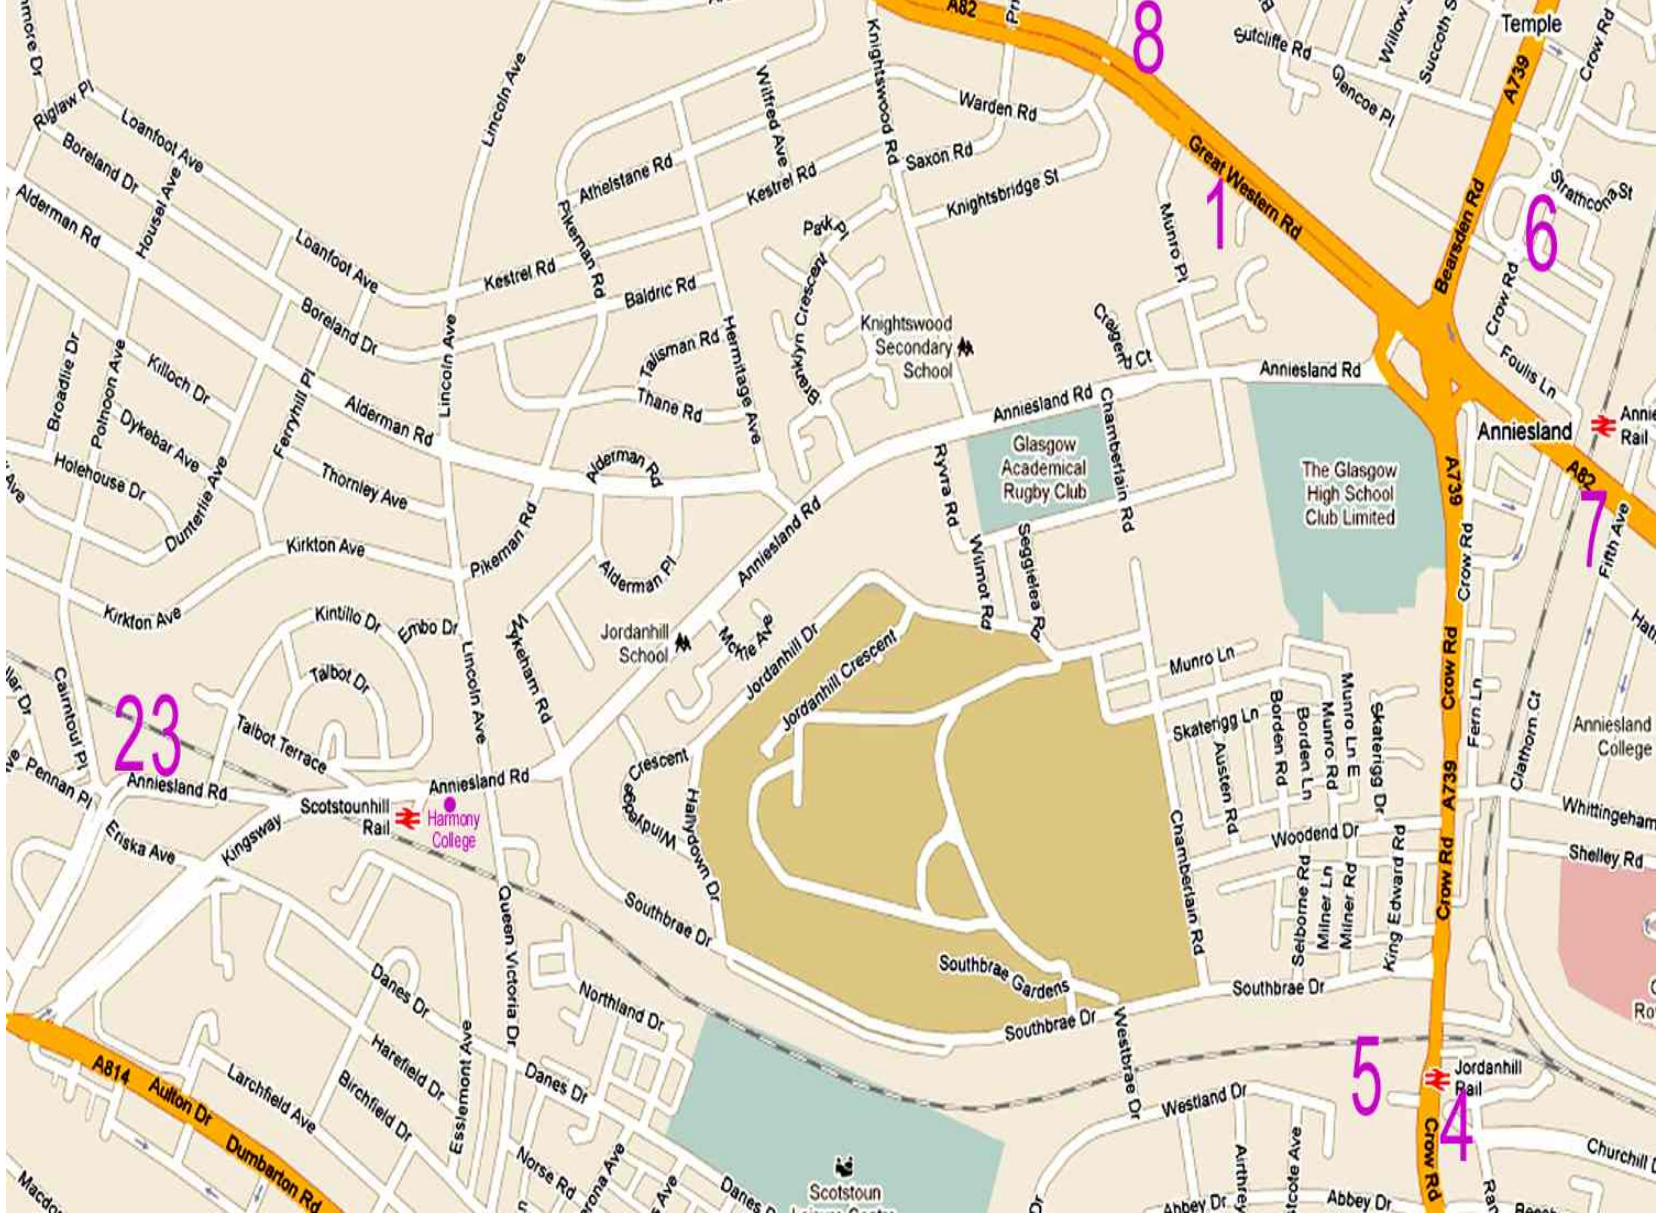 A82
8
Sutcliffe Rd
Temple
Crow Rd
Glencoe Pl
A739
Riglaw Pl
Loanfoot Ave
Lincoln Ave
Wilfred Ave
Knightswood Rd
Warden Rd
Boreland Dr
Housel Ave
Alderman Rd
Athelstane Rd
Kestrel Rd
Saxon Rd
Knightsbridge St
Great Western Rd
1
Munro Pl
Bearsden Rd
Strathcona St
6
Crow Rd
Loanfoot Ave
Pikeman Rd
Kestrel Rd
Baldric Rd
Park Pl
Branklyn Crescent
Boreland Dr
Lincoln Ave
Talisman Rd
Hermitage Ave
Thane Rd
Knightswood
Secondary
School
Craigend Ct
Anniesland Rd
Anniesland Rd
Foulis Ln
Broadlie Dr
Polnoon Ave
Killoch Dr
Dykebar Ave
Ferryhill Pl
Alderman Rd
Holehouse Dr
Dunterlie Ave
Thornley Ave
Alderman Rd
Chamberlain Rd
Glasgow
Academical
Rugby Club
Ryvra Rd
The Glasgow
High School
Club Limited
Anniesland
Rail
A82
7
Fifth Ave
A739
Crow Rd
Kirkton Ave
Pikeman Rd
Alderman Pl
Anniesland Rd
Wilmot Rd
Seggielea Rd
Kirkton Ave
Kintillo Dr
Embo Dr
Wykeham Rd
Jordanhill
School
McKie Ave
Jordanhill Dr
Jordanhill Crescent
Munro Ln
Crow Rd
Cairntoul Pl
23
Talbot Dr
Talbot Terrace
Lincoln Ave
Skaterigg Ln
Borden Rd
Borden Ln
Munro Rd
Munro Ln E
Skaterigg Dr
Fern Ln
Clathorn Ct
Anniesland
College
Austen Rd
Pennan Pl
Anniesland Rd
Anniesland Rd
Crescent
Windyedge
Hallydown Dr
Scotstounhill
Rail
Harmony
College
Eriska Ave
Kingsway
Chamberlain Rd
Woodend Dr
A739
Whittingeham
Shelley Rd
Crow Rd
Selborne Rd
Milner Ln
Milner Rd
King Edward Rd
Queen Victoria Dr
Southbrae Dr
Southbrae Gardens
Southbrae Dr
Southbrae Dr
Danes Dr
Northland Dr
Westbrae Dr
A814
Aulton Dr
Dumbarton Rd
Larchfield Ave
Harefield Dr
Birchfield Dr
Esslemont Ave
Danes Dr
Norse Rd
Westland Dr
5
Jordanhill
Rail
4
Crow Rd
Churchill
Scotstoun
Danes
Abbey Dr
Abbey Dr